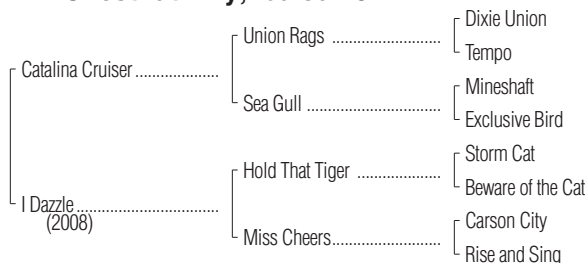 Dixie Union
Union Rags
Tempo
Catalina Cruiser
Mineshaft
Sea Gull
Exclusive Bird
Storm Cat
Hold That Tiger
Beware of the Cat
I Dazzle
(2008)
Carson City
Miss Cheers
Rise and Sing